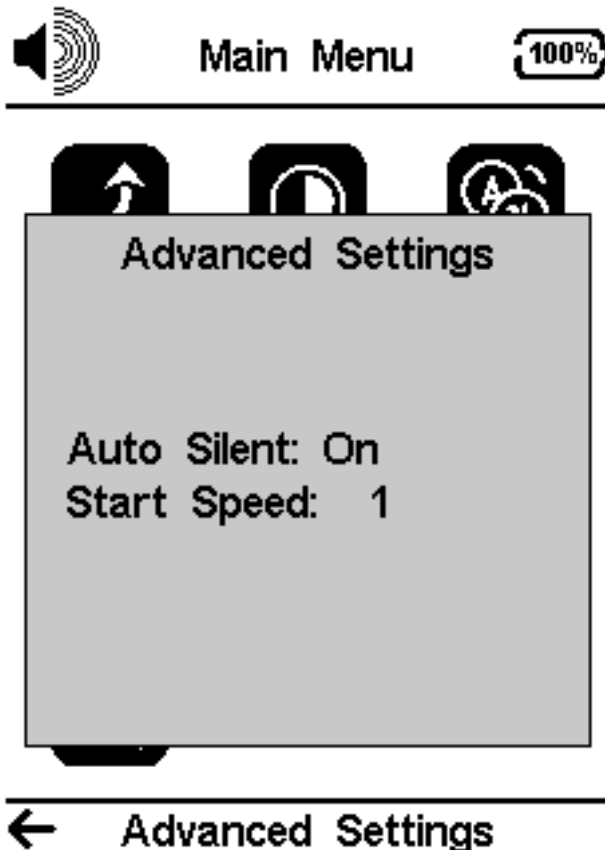 Main Menu
100%
Advanced Settings
Auto Silent: On
Start Speed: 1
Advanced Settings